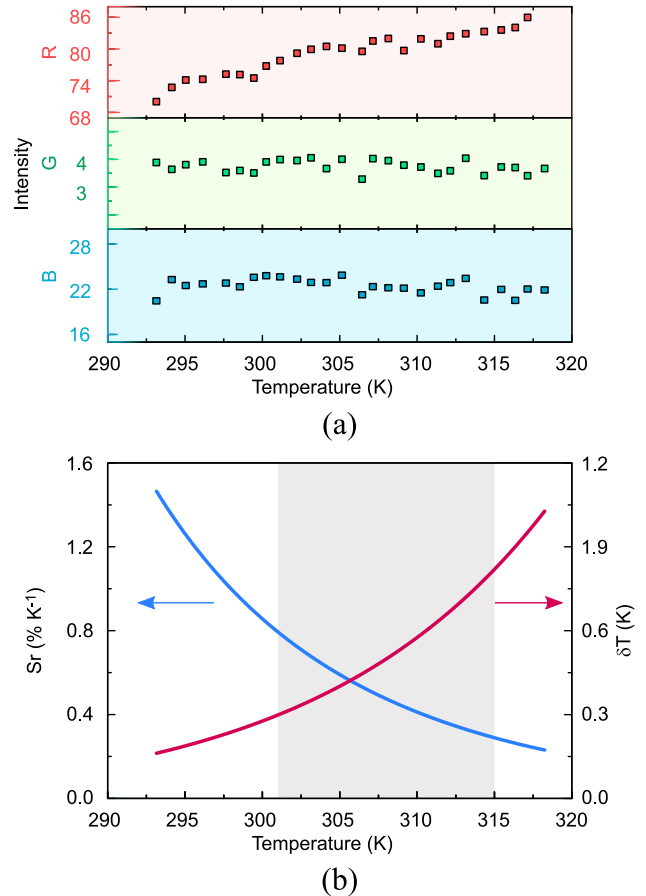 86
80
74
68
R
4
3
G
Intensity
28
22
16
B
290 295 300 305 310 315 320
Temperature (K)
(a)
1.6 1.2
1.2 1.9
0.8 0.6
0.4 0.3
0.0 0.0
Sr (% K-1)
δT (K)
290 295 300 305 310 315 320
Temperature (K)
(b)